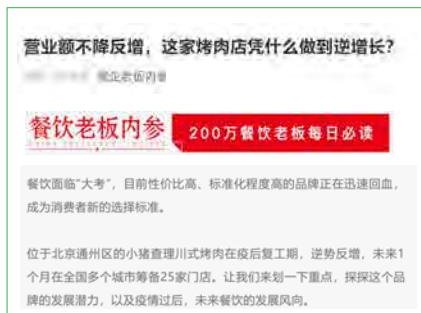 营业额不降反增，这家烤肉店凭什么做到逆增长？
餐饮老板内参
餐饮老板内参
200万餐饮老板每日必读
餐饮面临“大考”，目前性价比高、标准化程度高的品牌正在迅速回血，
成为消费者新的选择标准。
位于北京通州区的小猪查理川式烤肉在疫后复工期，逆势反增，未来1
个月在全国多个城市筹备25家门店。让我们来划一下重点，探探这个品
牌的发展潜力，以及疫情过后，未来餐饮的发展风向。